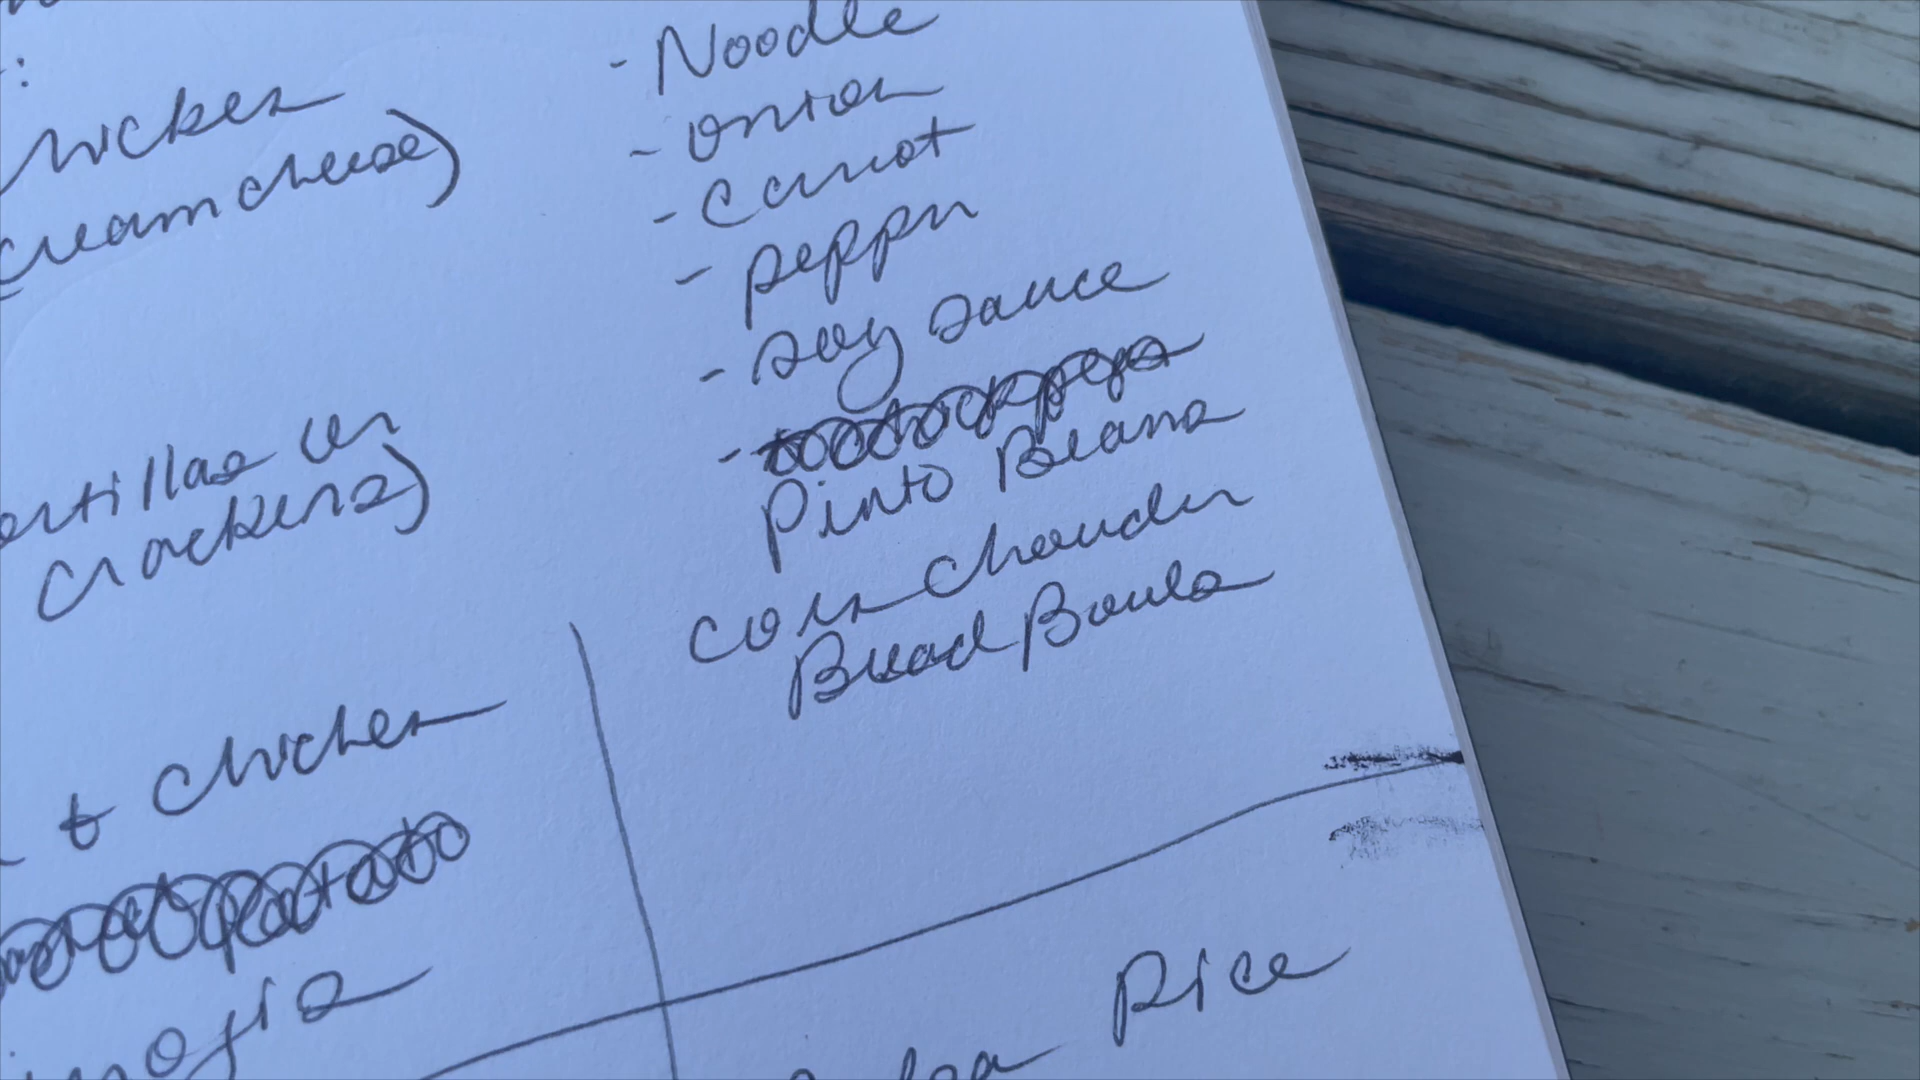 chicken
cream cheese)
tortillas or
crackers)
+ chicken
- Noodle
- onion
- carrot
- pepper
- soy sauce
-
Pinto Beans
corn chowder
Bread Bowls
Rice